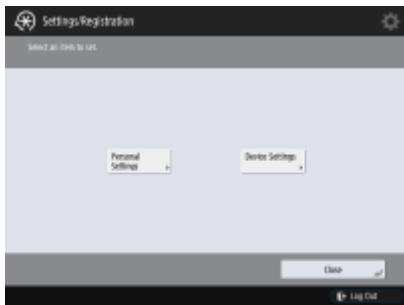 Settings/Registration
Select an item to set.
Personal
Settings
Device Settings
Close
Log Out